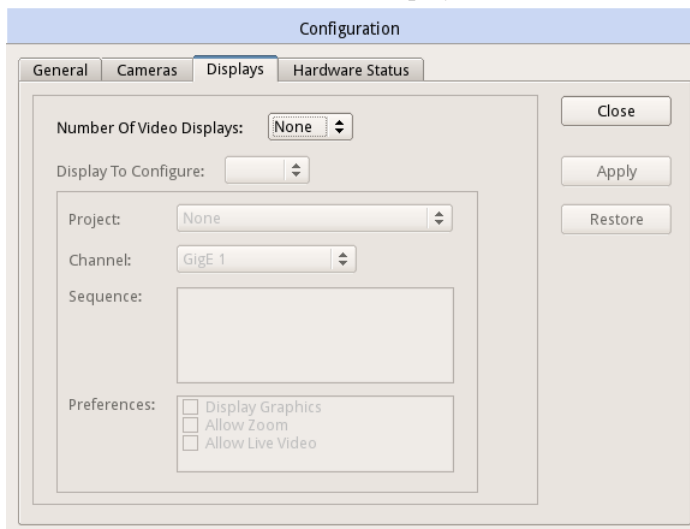 Configuration
General Cameras Displays Hardware Status
Number Of Video Displays: None
Close
Display To Configure:
Apply
Project: None
Restore
Channel: GigE 1
Sequence:
Preferences: Display Graphics
Allow Zoom
Allow Live Video